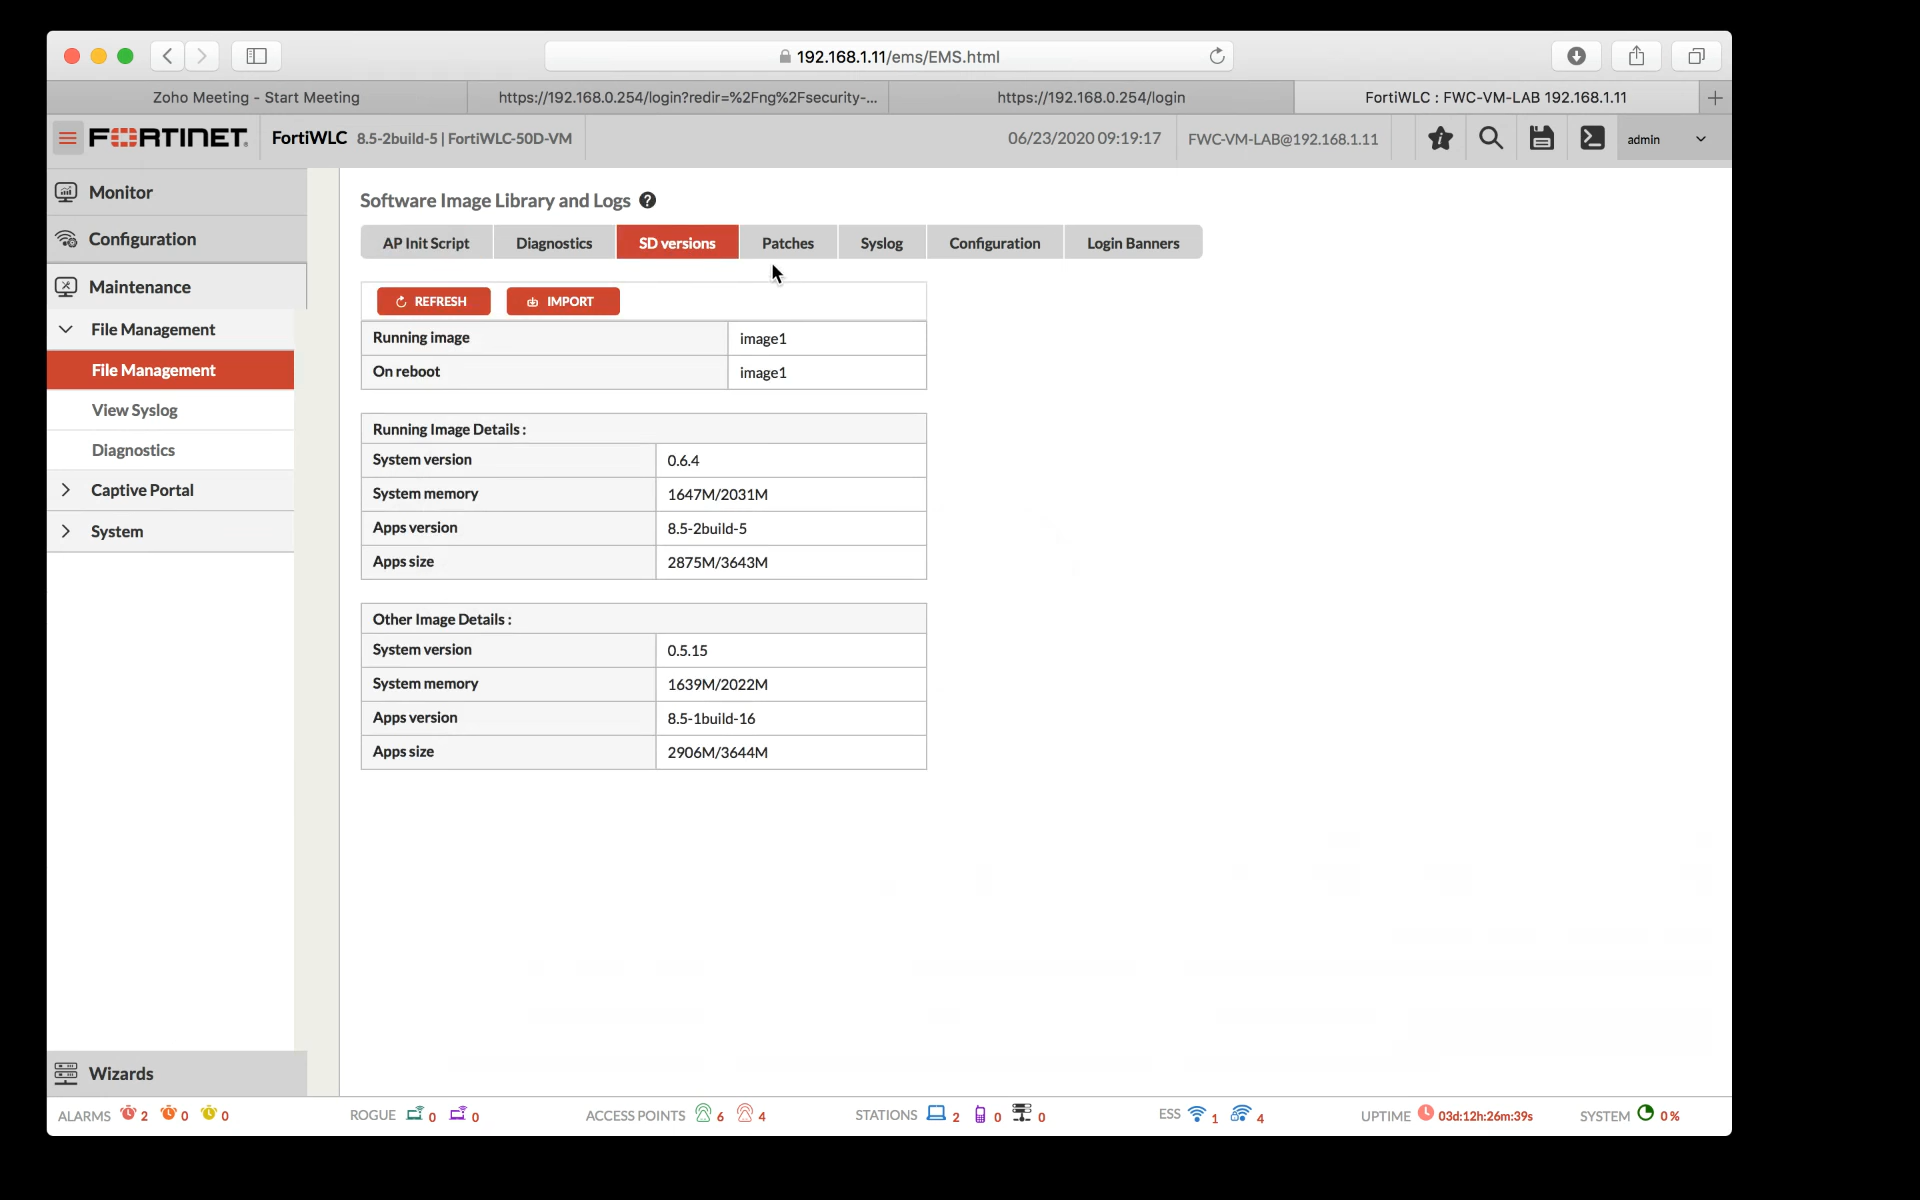 192.168.1.11/ems/EMS.html
Zoho Meeting - Start Meeting
https://192.168.0.254/login?redir=%2Fng%2Fsecurity-...
https://192.168.0.254/login
FortiWLC : FWC-VM-LAB 192.168.1.11
FORTINET
FortiWLC 8.5-2build-5 | FortiWLC-50D-VM
06/23/2020 09:19:17
FWC-VM-LAB@192.168.1.11
admin
Monitor
Configuration
Maintenance
File Management
File Management
View Syslog
Diagnostics
Captive Portal
System
Wizards
Software Image Library and Logs
AP Init Script
Diagnostics
SD versions
Patches
Syslog
Configuration
Login Banners
REFRESH
IMPORT
Running image image1
On reboot image1
Running Image Details :
System version 0.6.4
System memory 1647M/2031M
Apps version 8.5-2build-5
Apps size 2875M/3643M
Other Image Details :
System version 0.5.15
System memory 1639M/2022M
Apps version 8.5-1build-16
Apps size 2906M/3644M
ALARMS 2 0 0
ROGUE 0 0
ACCESS POINTS 6 4
STATIONS 2 0 0
ESS 1 4
UPTIME 03d:12h:26m:39s
SYSTEM 0 %